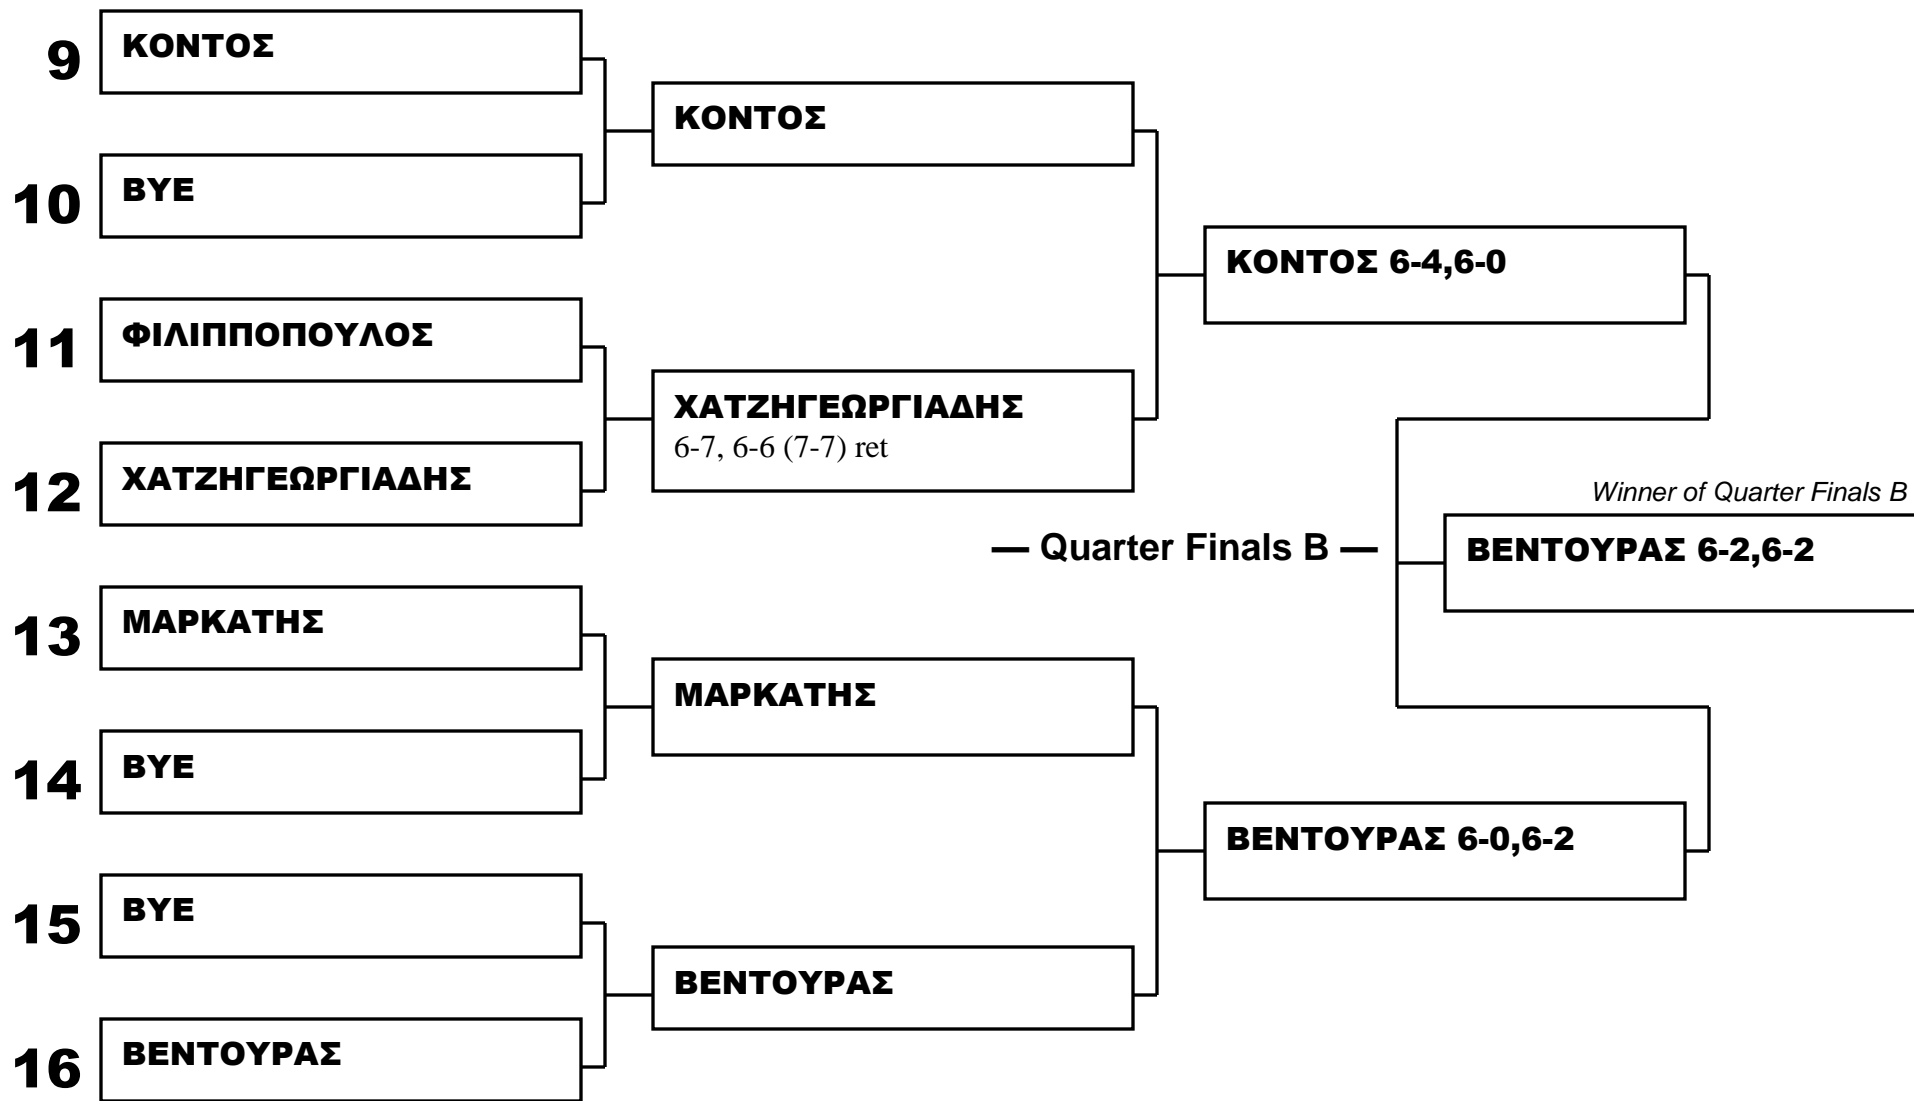 9
ΚΟΝΤΟΣ
10
BYE
11
ΦΙΛΙΠΠΟΠΟΥΛΟΣ
12
ΧΑΤΖΗΓΕΩΡΓΙΑΔΗΣ
13
ΜΑΡΚΑΤΗΣ
14
BYE
15
BYE
16
ΒΕΝΤΟΥΡΑΣ
ΚΟΝΤΟΣ
ΧΑΤΖΗΓΕΩΡΓΙΑΔΗΣ
6-7, 6-6 (7-7) ret
ΜΑΡΚΑΤΗΣ
ΒΕΝΤΟΥΡΑΣ
ΚΟΝΤΟΣ 6-4,6-0
ΒΕΝΤΟΥΡΑΣ 6-0,6-2
— Quarter Finals B —
Winner of Quarter Finals B
ΒΕΝΤΟΥΡΑΣ 6-2,6-2